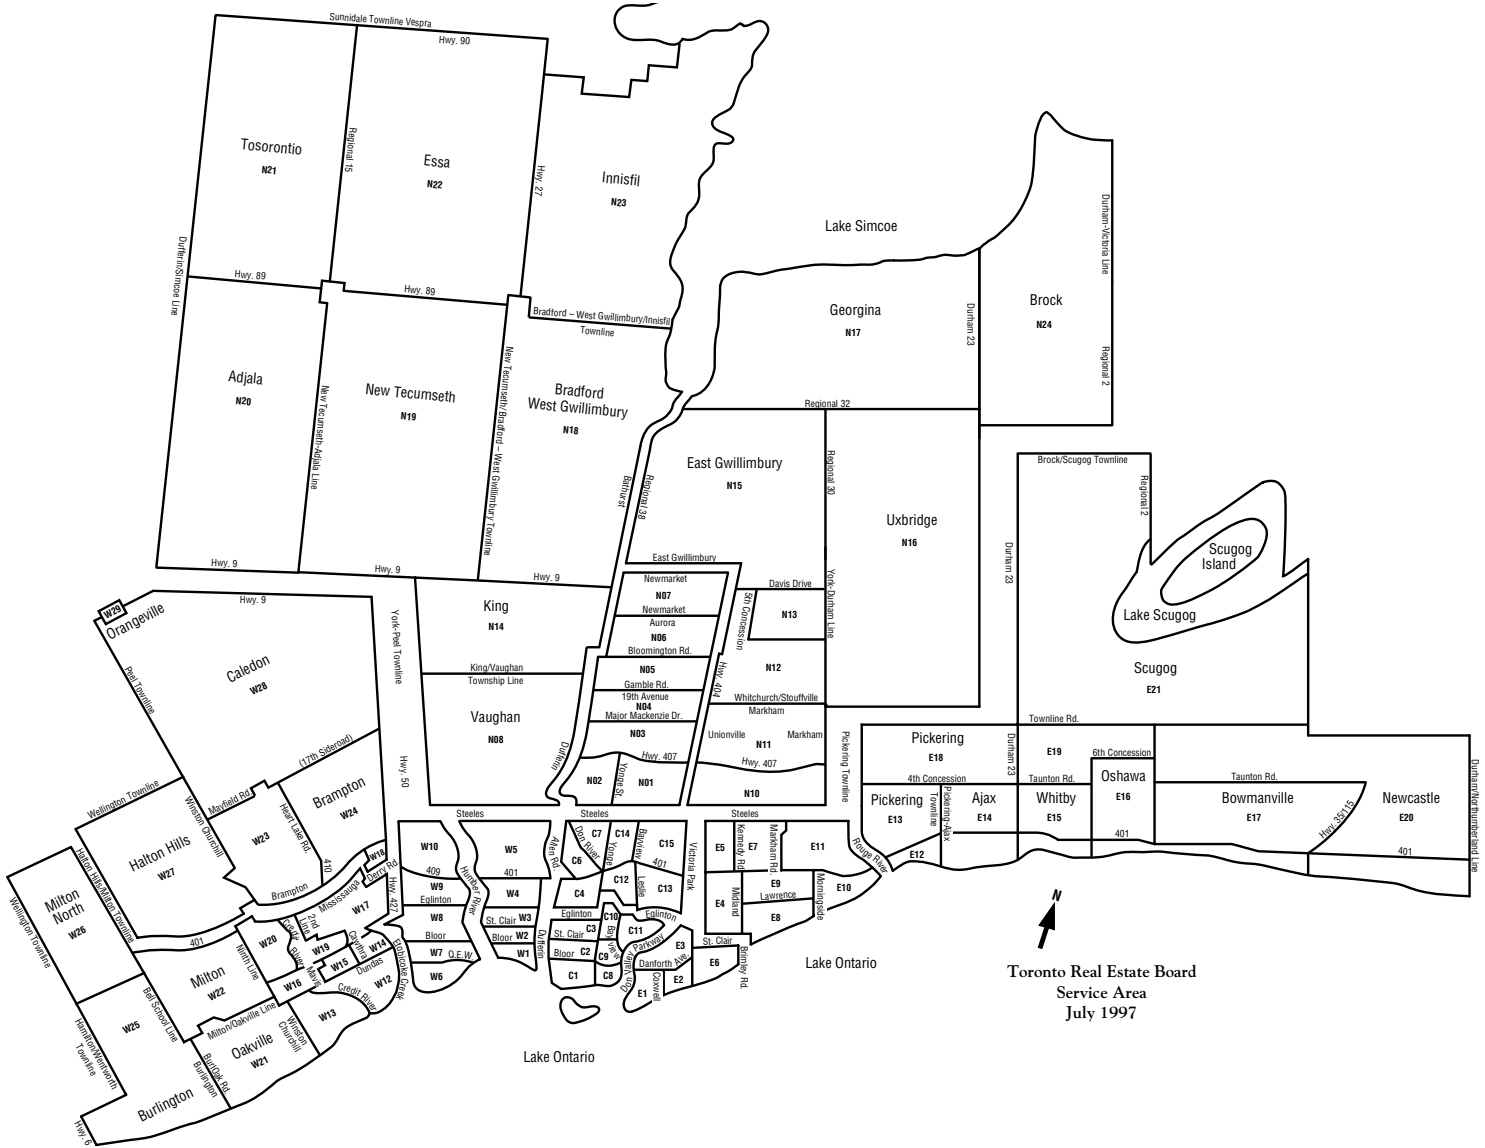 Sunnidale Townline Vespra
Hwy. 90
Tosorontio
N21
Regional 15
Essa
N22
Hwy. 27
Innisfil
N23
Dufferin/Simcoe Line
Hwy. 89
Hwy. 89
Bradford – West Gwillimbury/Innisfil
Townline
Adjala
N20
New Tecumseth-Adjala Line
New Tecumseth
N19
New Tecumseth/ Bradford – West Gwillimbury Townline
Bradford
West Gwillimbury
N18
Hwy. 9
Hwy. 9
Hwy. 9
Lake Simcoe
Georgina
N17
Durham 23
Brock
N24
Durham-Victoria Line
Regional 2
Regional 32
Bathurst
Regional 38
East Gwillimbury
N15
Regional 30
Uxbridge
N16
York-Durham Line
East Gwillimbury
Newmarket
N07
Newmarket
Aurora
N06
Bloomington Rd.
N05
Gamble Rd.
19th Avenue
N04
Major Mackenzie Dr.
N03
Hwy. 407
N02
Yonge St.
N01
Davis Drive
5th Concession
N13
N12
Hwy. 404
Whitchurch/Stouffville
Markham
Unionville
Markham
N11
Hwy. 407
N10
King
N14
King/Vaughan
Township Line
Vaughan
N08
Dufferin
York-Peel Townline
Hwy. 50
Brock/Scugog Townline
Regional 2
Durham 23
Scugog
Island
Lake Scugog
Scugog
E21
Townline Rd.
Pickering Townline
Pickering
E18
Durham 23
E19
6th Concession
4th Concession
Taunton Rd.
Oshawa
E16
Taunton Rd.
Pickering
E13
Pickering-Ajax
Townline
Ajax
E14
Whitby
E15
Bowmanville
E17
Hwy. 35/115
Newcastle
E20
Durham/Northumberland Line
401
401
E12
Rouge River
W29
Orangeville
Hwy. 9
Peel Townline
Caledon
W28
(17th Sideroad)
Wellington Townline
Mayfield Rd.
Winston Churchill
Heart Lake Rd.
Brampton
W24
W23
410
Halton Hills
W27
Halton Hills/Milton Townline
Milton
North
W26
Wellington Townline
Brampton
Mississauga
W18
Derry Rd.
W17
Hwy. 427
401
W20
Credit
River
2nd
Line
W19
Cawthra
W14
W15
Mavis
Dundas
W12
W16
Credit River
W13
Etobicoke Creek
Ninth Line
Milton
W22
Bell School Line
Milton/Oakville Line
Winston
Churchill
Oakville
W21
W25
Hamilton/Wentworth
Townline
BurlOak Rd.
Burlington
Burlington
Hwy. 6
Steeles
Steeles
Steeles
W10
409
W9
Eglinton
W8
Bloor
W7
Q.E.W.
W6
Humber River
W5
401
W4
St. Clair
W3
Bloor
W2
W1
Allen Rd.
Dufferin
C7
Don River
C6
C14
Yonge
Bayview
C15
401
C4
C12
Leslie
C13
Victoria Park
Eglinton
C10
Eglinton
C3
St. Clair
Bayview
C11
Bloor
C2
C9
C1
C8
Don Valley
Parkway
E3
Danforth Ave.
E1
Coxwell
E2
E5
Kennedy Rd.
E7
Markham Rd.
E11
E4
Midland
E9
Lawrence
E8
Morningside
E10
St. Clair
E6
Brimley Rd.
Lake Ontario
Lake Ontario
N
Toronto Real Estate Board
Service Area
July 1997